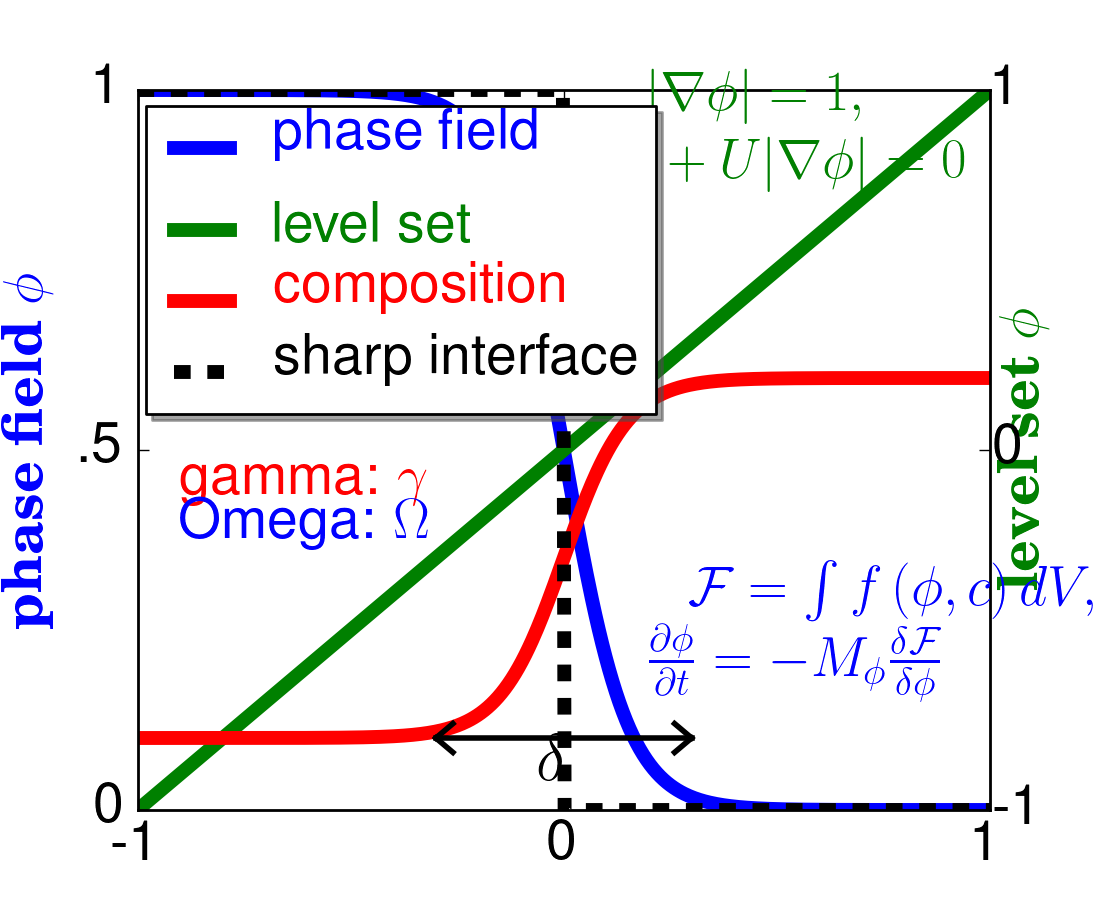 |∇ϕ| = 1,
+ U|∇ϕ| = 0
phase field
level set
composition
sharp interface
gamma: γ
Omega: Ω
ℱ = ∫ f (ϕ, c) dV,
∂ϕ/∂t = −M_ϕ δℱ/δϕ
δ
phase field ϕ
level set ϕ
1
.5
0
1
0
-1
-1
0
1